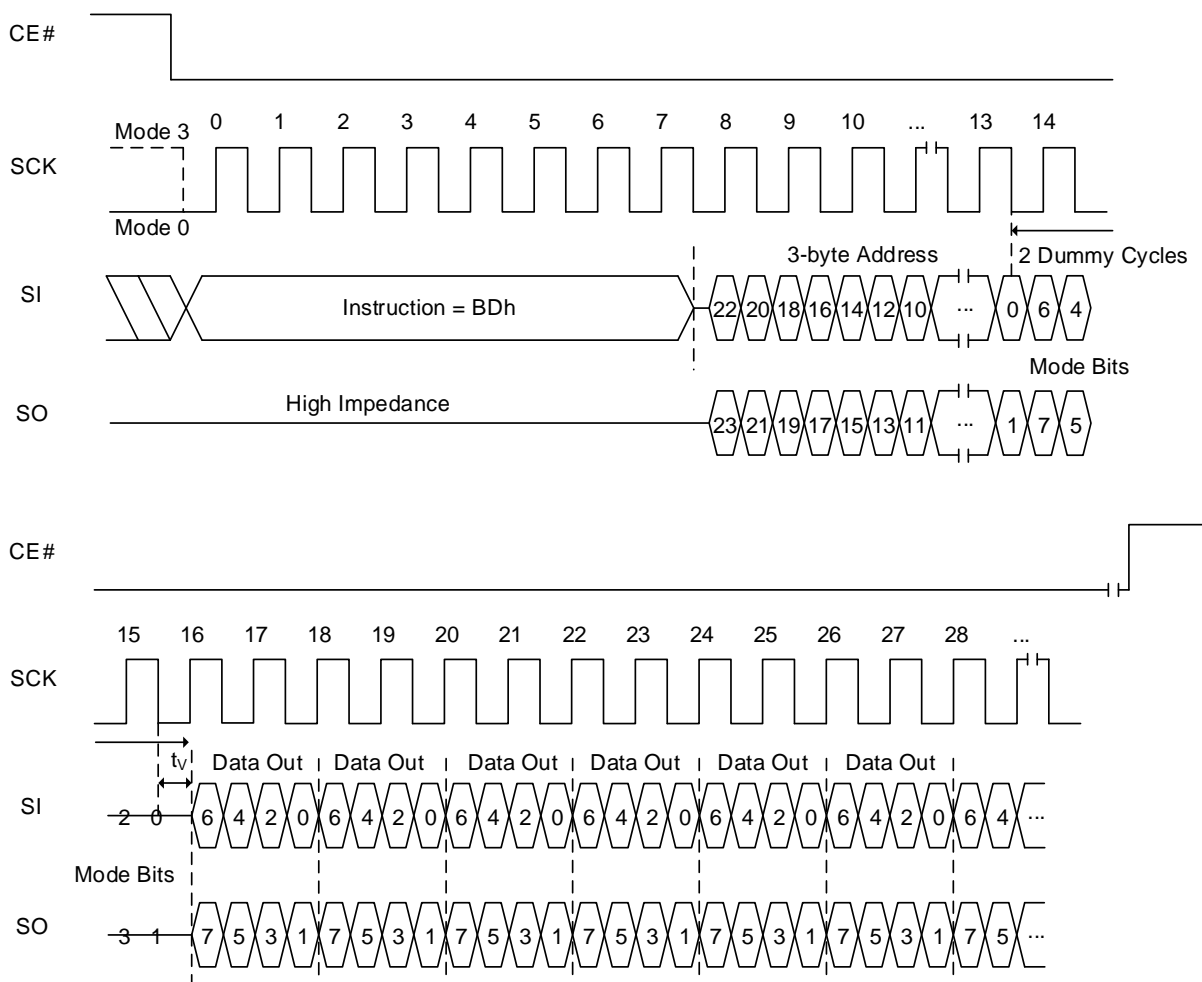 CE#
0 1 2 3 4 5 6 7 8 9 10 ... 13 14
Mode 3
SCK
Mode 0
3-byte Address 2 Dummy Cycles
SI Instruction = BDh 22 20 18 16 14 12 10 ... 0 6 4
Mode Bits
SO High Impedance 23 21 19 17 15 13 11 ... 1 7 5
CE#
15 16 17 18 19 20 21 22 23 24 25 26 27 28 ...
SCK
tV Data Out Data Out Data Out Data Out Data Out Data Out
SI 2 0 6 4 2 0 6 4 2 0 6 4 2 0 6 4 2 0 6 4 2 0 6 4 2 0 6 4 ...
Mode Bits
SO 3 1 7 5 3 1 7 5 3 1 7 5 3 1 7 5 3 1 7 5 3 1 7 5 3 1 7 5 ...